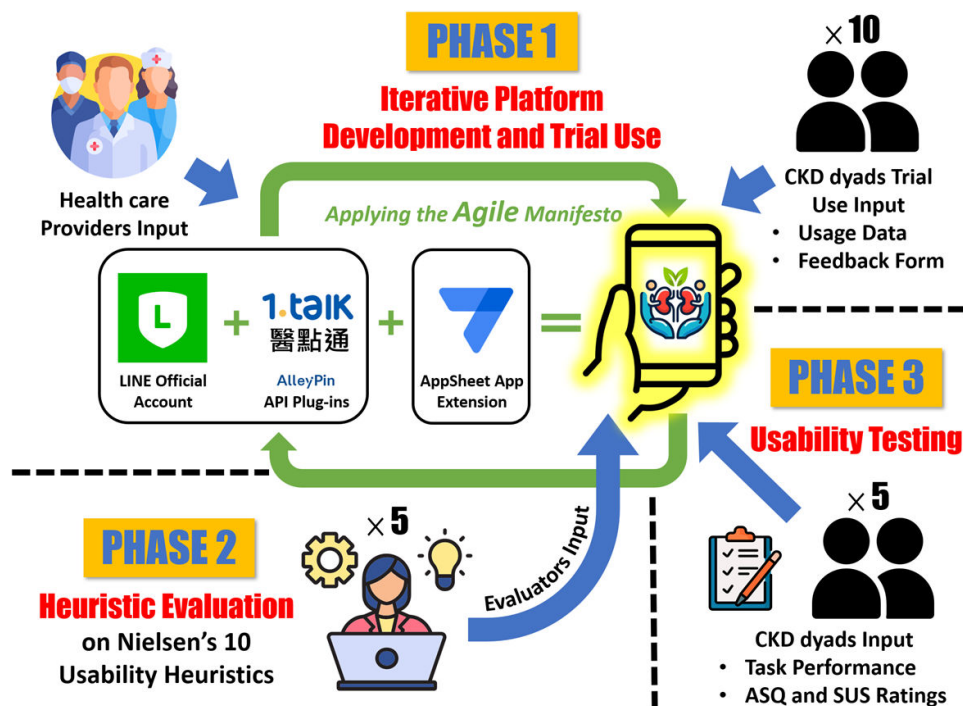 PHASE 1
Iterative Platform
Development and Trial Use
× 10
Health care
Providers Input
Applying the Agile Manifesto
CKD dyads Trial
Use Input
• Usage Data
• Feedback Form
L
LINE Official
Account
+
1.talk
醫點通
AlleyPin
API Plug-ins
+
AppSheet App
Extension
=
PHASE 3
Usability Testing
PHASE 2
Heuristic Evaluation
on Nielsen's 10
Usability Heuristics
× 5
Evaluators Input
× 5
CKD dyads Input
• Task Performance
• ASQ and SUS Ratings